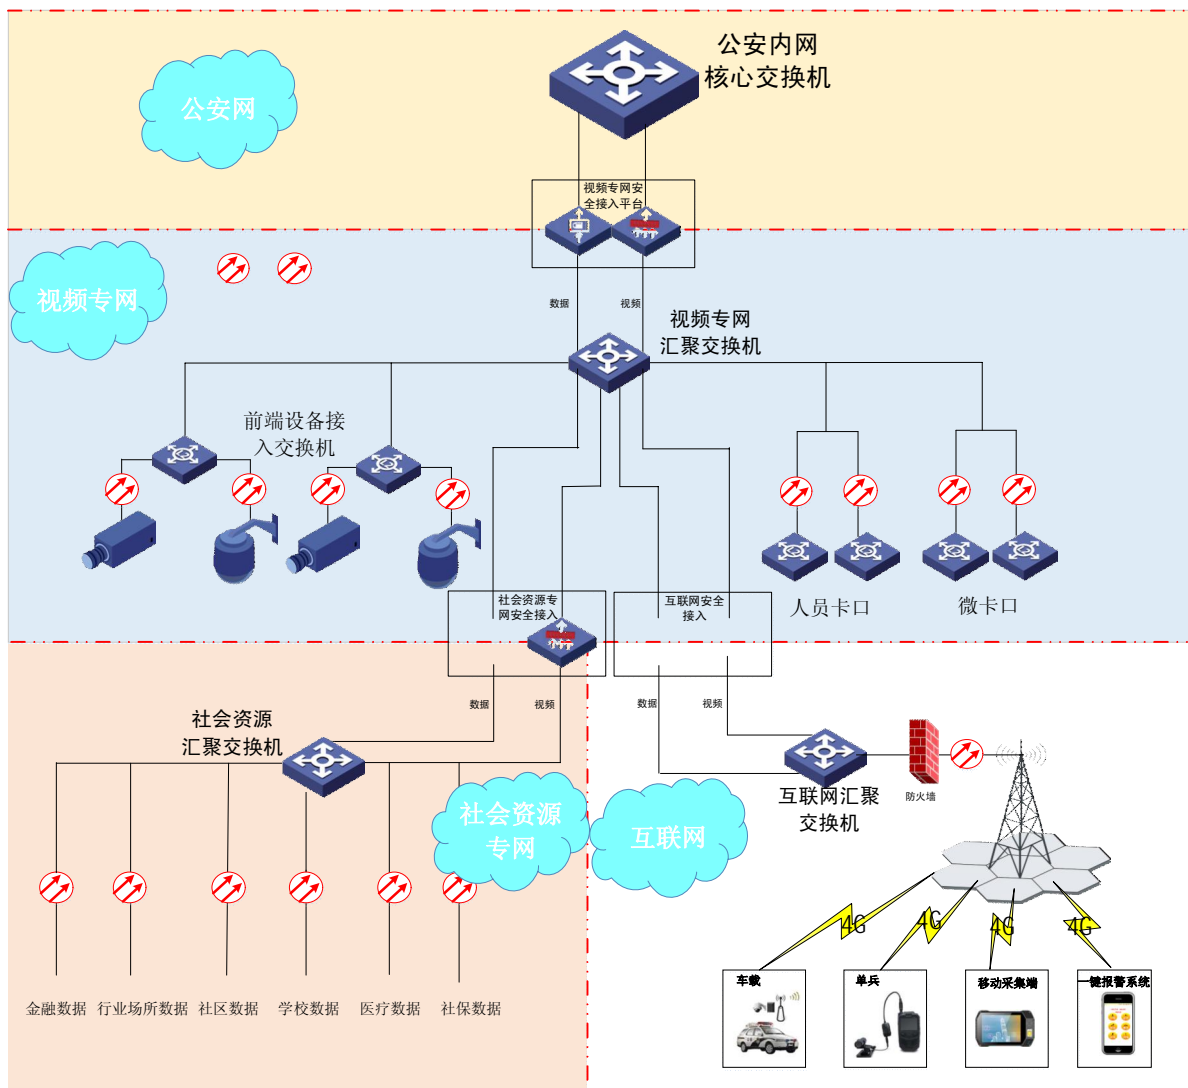 公安内网
核心交换机
公安网
视频专网安
全接入平台
视频专网
数据
视频
视频专网
汇聚交换机
前端设备接
入交换机
人员卡口
微卡口
社会资源专
网安全接入
互联网安全
接入
数据
视频
数据
视频
社会资源
汇聚交换机
防火墙
互联网汇聚
交换机
社会资源
专网
互联网
4G
4G
4G
4G
车载
单兵
移动采集端
一键报警系统
金融数据
行业场所数据
社区数据
学校数据
医疗数据
社保数据